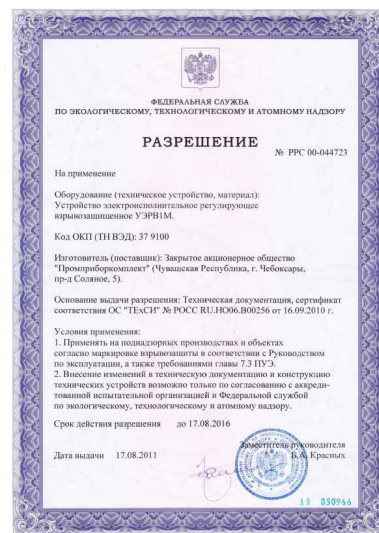 ФЕДЕРАЛЬНАЯ СЛУЖБА
ПО ЭКОЛОГИЧЕСКОМУ, ТЕХНОЛОГИЧЕСКОМУ И АТОМНОМУ НАДЗОРУ
РАЗРЕШЕНИЕ
№ РРС 00-044723
На применение
Оборудование (техническое устройство, материал):
Устройство электроисполнительное регулирующее
взрывозащищенное УЭРВ1М.
Код ОКП (ТН ВЭД): 37 9100
Изготовитель (поставщик): Закрытое акционерное общество
"Промприборкомплект" (Чувашская Республика, г. Чебоксары,
пр-д Соляное, 5).
Основание выдачи разрешения: Техническая документация, сертификат
соответствия ОС "ТЕхСИ" № РОСС RU.НО06.В00256 от 16.09.2010 г.
Условия применения:
1. Применять на поднадзорных производствах и объектах
согласно маркировке взрывозащиты в соответствии с Руководством
по эксплуатации, а также требованиями главы 7.3 ПУЭ.
2. Внесение изменений в техническую документацию и конструкцию
технических устройств возможно только по согласованию с аккреди-
тованной испытательной организацией и Федеральной службой
по экологическому, технологическому и атомному надзору.
Срок действия разрешения до 17.08.2016
Заместитель руководителя
Дата выдачи 17.08.2011 Б.А. Красных
АВ 050966